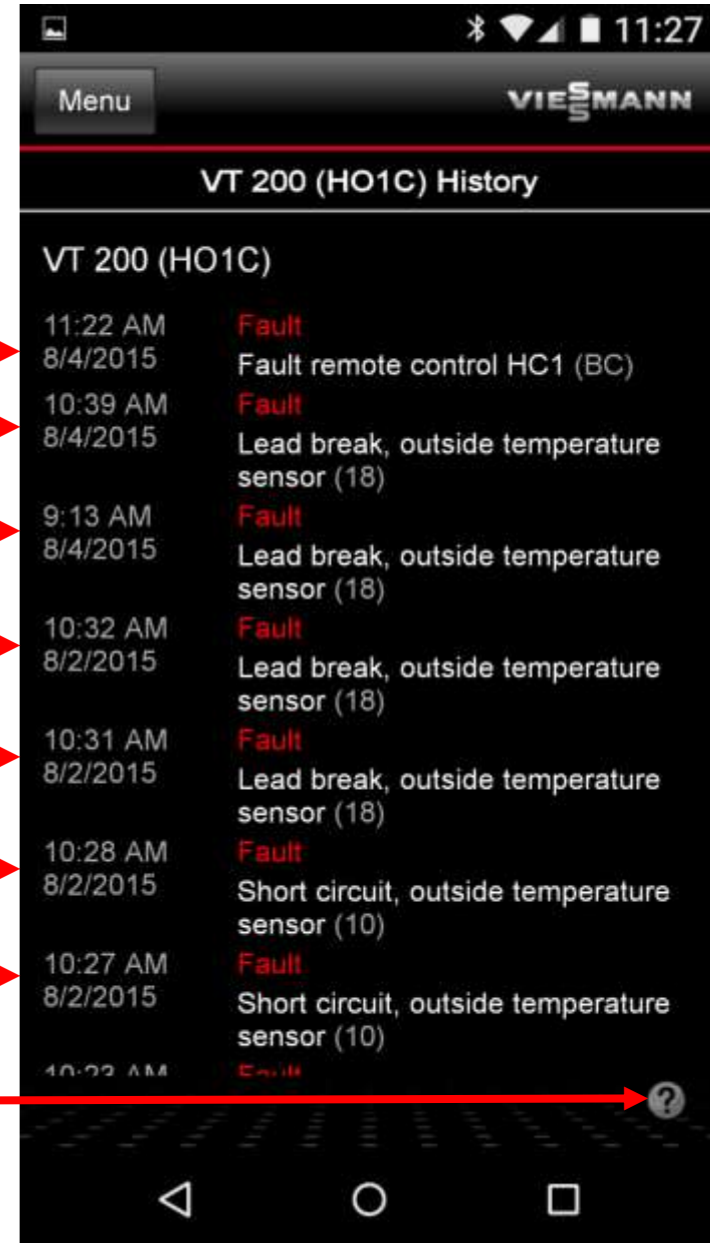 11:27
Menu
VIESSMANN
VT 200 (HO1C) History
VT 200 (HO1C)
11:22 AM Fault
8/4/2015 Fault remote control HC1 (BC)
10:39 AM Fault
8/4/2015 Lead break, outside temperature
sensor (18)
9:13 AM Fault
8/4/2015 Lead break, outside temperature
sensor (18)
10:32 AM Fault
8/2/2015 Lead break, outside temperature
sensor (18)
10:31 AM Fault
8/2/2015 Lead break, outside temperature
sensor (18)
10:28 AM Fault
8/2/2015 Short circuit, outside temperature
sensor (10)
10:27 AM Fault
8/2/2015 Short circuit, outside temperature
sensor (10)
10:23 AM Fault
?